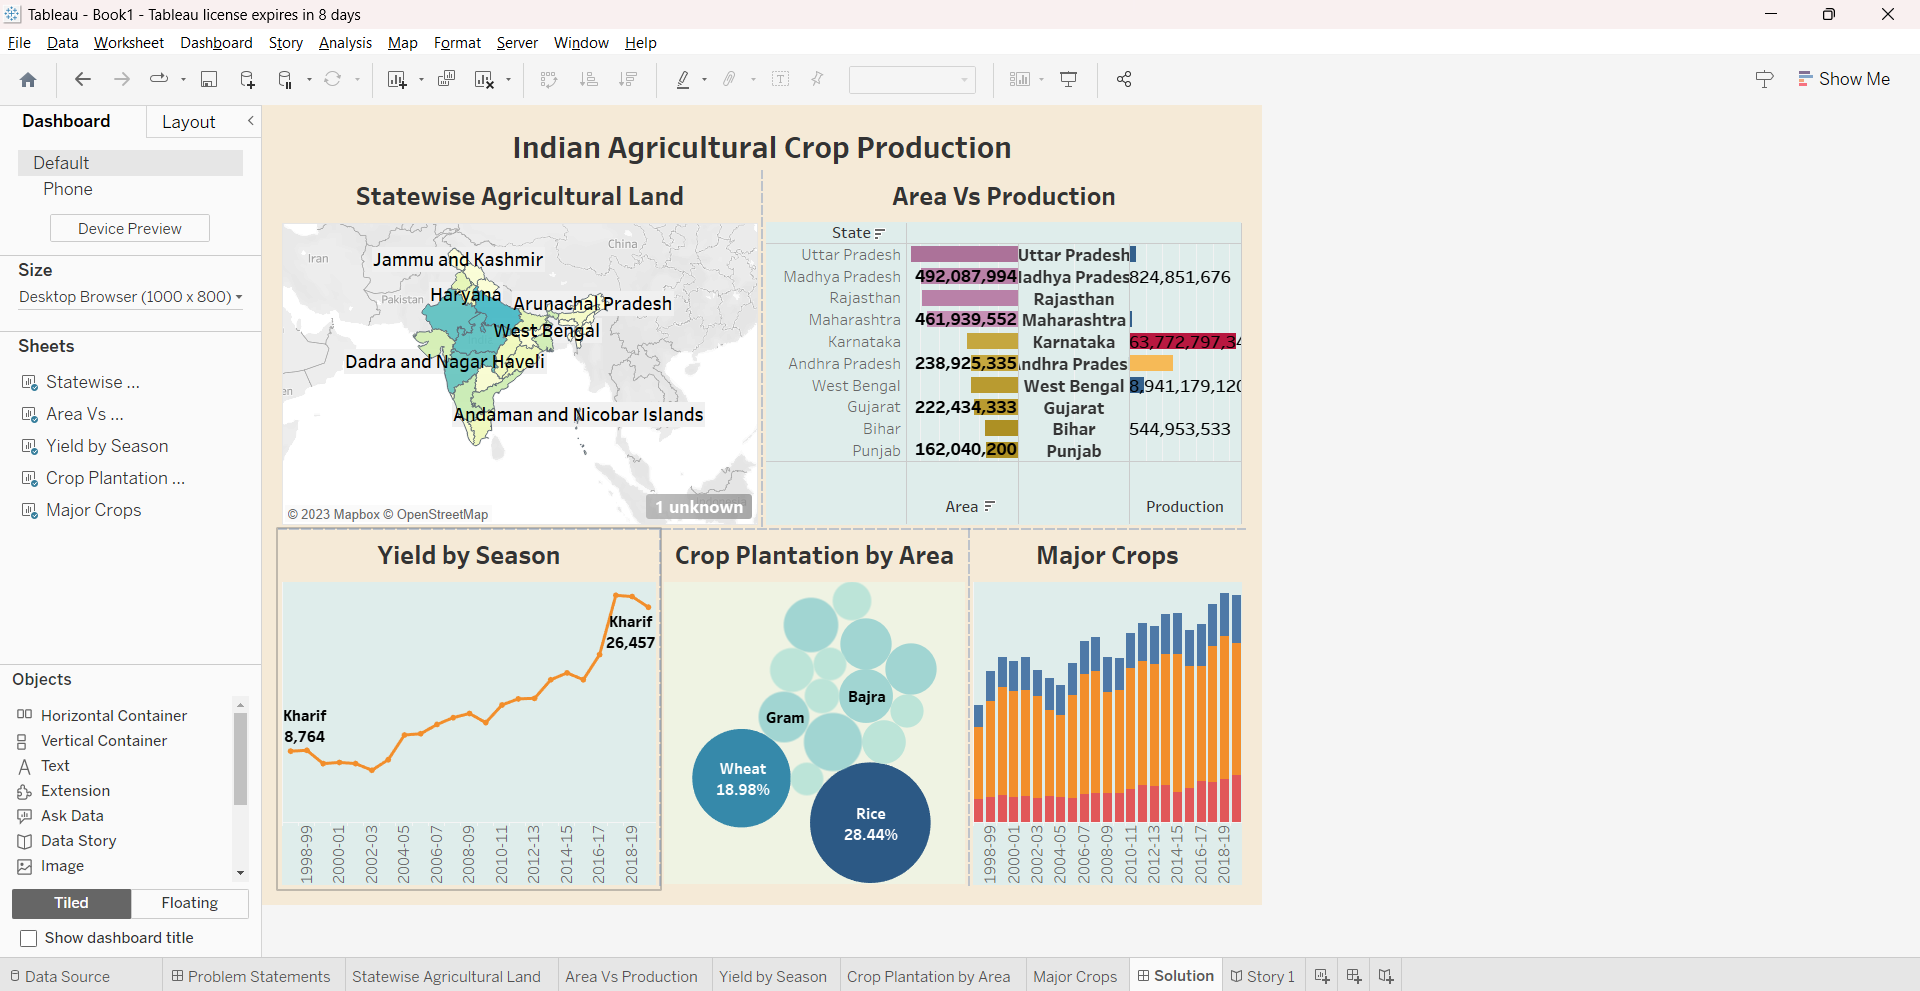 Tableau - Book1 - Tableau license expires in 8 days
File Data Worksheet Dashboard Story Analysis Map Format Server Window Help
Show Me
Dashboard Layout
Default
Phone
Device Preview
Size
Desktop Browser (1000 x 800)
Sheets
Statewise ...
Area Vs ...
Yield by Season
Crop Plantation ...
Major Crops
Objects
Horizontal Container
Vertical Container
Text
Extension
Ask Data
Data Story
Image
Tiled Floating
Show dashboard title
Indian Agricultural Crop Production
Statewise Agricultural Land
China
Iran
Jammu and Kashmir
Pakistan
Haryana
Arunachal Pradesh
West Bengal
Dadra and Nagar Haveli
Andaman and Nicobar Islands
1 unknown
© 2023 Mapbox © OpenStreetMap
Area Vs Production
State
Uttar Pradesh Uttar Pradesh
Madhya Pradesh 492,087,994 ladhya Prades 824,851,676
Rajasthan Rajasthan
Maharashtra 461,939,552 Maharashtra
Karnataka Karnataka 63,772,797,34
Andhra Pradesh 238,925,335 Andhra Prades
West Bengal West Bengal 8,941,179,120
Gujarat 222,434,333 Gujarat
Bihar Bihar 544,953,533
Punjab 162,040,200 Punjab
Area Production
Yield by Season
Kharif
26,457
Kharif
8,764
1998-99 2000-01 2002-03 2004-05 2006-07 2008-09 2010-11 2012-13 2014-15 2016-17 2018-19
Crop Plantation by Area
Bajra
Gram
Wheat
18.98%
Rice
28.44%
Major Crops
1998-99 2000-01 2002-03 2004-05 2006-07 2008-09 2010-11 2012-13 2014-15 2016-17 2018-19
Data Source Problem Statements Statewise Agricultural Land Area Vs Production Yield by Season Crop Plantation by Area Major Crops Solution Story 1